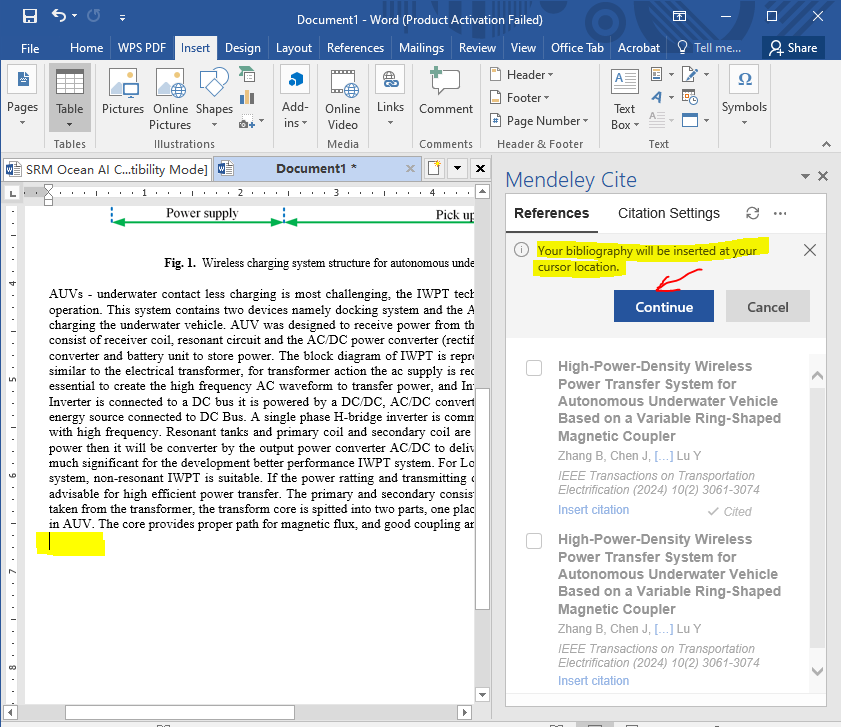 Document1 - Word (Product Activation Failed)
File Home WPS PDF Insert Design Layout References Mailings Review View Office Tab Acrobat Tell me... Share
Pages
Table
Pictures
Online
Pictures
Shapes
Add-
ins
Online
Video
Links
Comment
Header
Footer
Page Number
Text
Box
Symbols
Tables Illustrations Media Comments Header & Footer Text
SRM Ocean AI C...tibility Mode]
Document1 *
1 2 3 4
4
5
6
7
8
Power supply
Pick up
Fig. 1. Wireless charging system structure for autonomous unde
AUVs - underwater contact less charging is most challenging, the IWPT tech
operation. This system contains two devices namely docking system and the A
charging the underwater vehicle. AUV was designed to receive power from th
consist of receiver coil, resonant circuit and the AC/DC power converter (rectif
converter and battery unit to store power. The block diagram of IWPT is repre
similar to the electrical transformer, for transformer action the ac supply is requ
essential to create the high frequency AC waveform to transfer power, and In
Inverter is connected to a DC bus it is powered by a DC/DC, AC/DC convert
energy source connected to DC Bus. A single phase H-bridge inverter is comm
with high frequency. Resonant tanks and primary coil and secondary coil are
power then it will be converter by the output power converter AC/DC to deliv
much significant for the development better performance IWPT system. For Lo
system, non-resonant IWPT is suitable. If the power ratting and transmitting d
advisable for high efficient power transfer. The primary and secondary consis
taken from the transformer, the transform core is spitted into two parts, one plac
in AUV. The core provides proper path for magnetic flux, and good coupling an
Mendeley Cite
References Citation Settings
Your bibliography will be inserted at your
cursor location.
Continue Cancel
High-Power-Density Wireless
Power Transfer System for
Autonomous Underwater Vehicle
Based on a Variable Ring-Shaped
Magnetic Coupler
Zhang B, Chen J, [...] Lu Y
IEEE Transactions on Transportation
Electrification (2024) 10(2) 3061-3074
Insert citation Cited
High-Power-Density Wireless
Power Transfer System for
Autonomous Underwater Vehicle
Based on a Variable Ring-Shaped
Magnetic Coupler
Zhang B, Chen J, [...] Lu Y
IEEE Transactions on Transportation
Electrification (2024) 10(2) 3061-3074
Insert citation